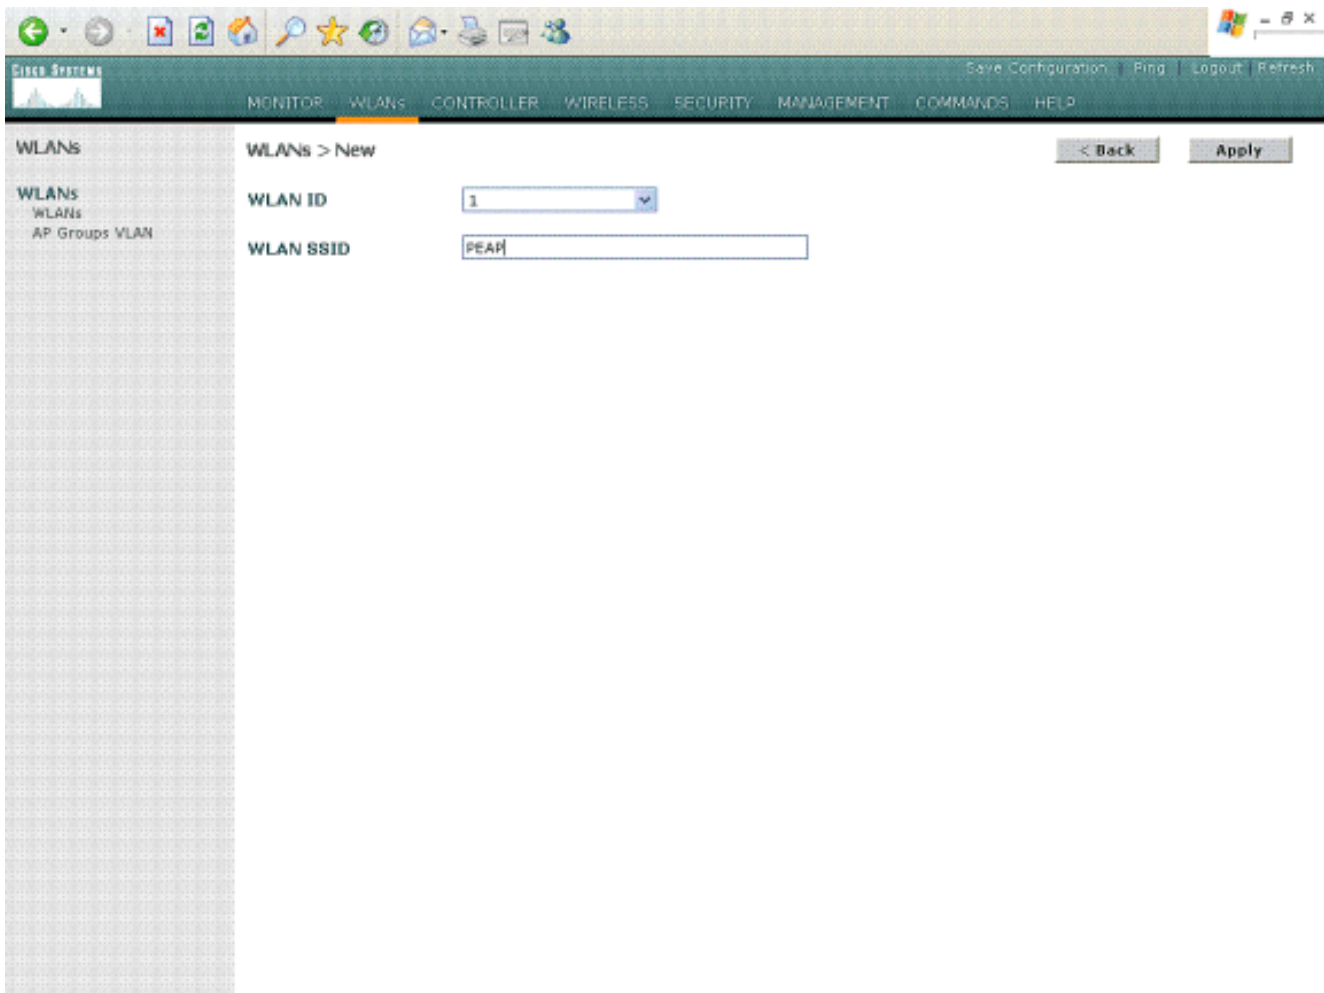 CISCO SYSTEMS
Save Configuration | Ping | Logout | Refresh
MONITOR WLANs CONTROLLER WIRELESS SECURITY MANAGEMENT COMMANDS HELP
WLANs
WLANs
WLANs
AP Groups VLAN
WLANs > New
< Back
Apply
WLAN ID
1
WLAN SSID
PEAP